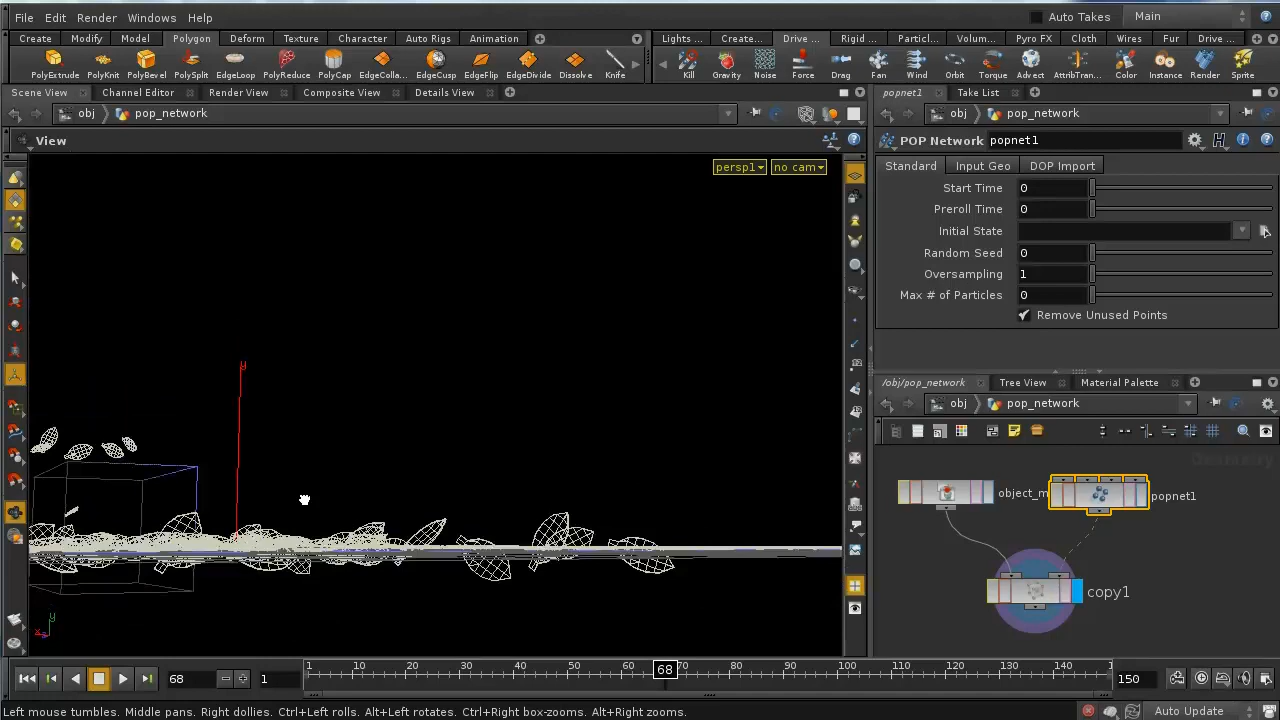 File Edit Render Windows Help Auto Takes Main
Create Modify Model Polygon Deform Texture Character Auto Rigs Animation Lights ... Create... Drive ... Rigid ... Particl... Volum... Pyro FX Cloth Wires Fur Drive ...
PolyExtrude PolyKnit PolyBevel PolySplit EdgeLoop PolyReduce PolyCap EdgeColla... EdgeCusp EdgeFlip EdgeDivide Dissolve Knife Kill Gravity Noise Force Drag Fan Wind Orbit Torque Advect AttribTran... Color Instance Render Sprite
Scene View Channel Editor Render View Composite View Details View popnet1 Take List
obj pop_network obj pop_network
View POP Network popnet1
persp1 no cam Standard Input Geo DOP Import
Start Time 0
Preroll Time 0
Initial State
Random Seed 0
Oversampling 1
Max # of Particles 0
Remove Unused Points
y
/obj/pop_network Tree View Material Palette
obj pop_network
Geometry
object_m popnet1
copy1
y
x
1 10 20 30 40 50 60 68 70 80 90 100 110 120 130 140 1
68 1 150
Left mouse tumbles. Middle pans. Right dollies. Ctrl+Left rolls. Alt+Left rotates. Ctrl+Right box-zooms. Alt+Right zooms. Auto Update